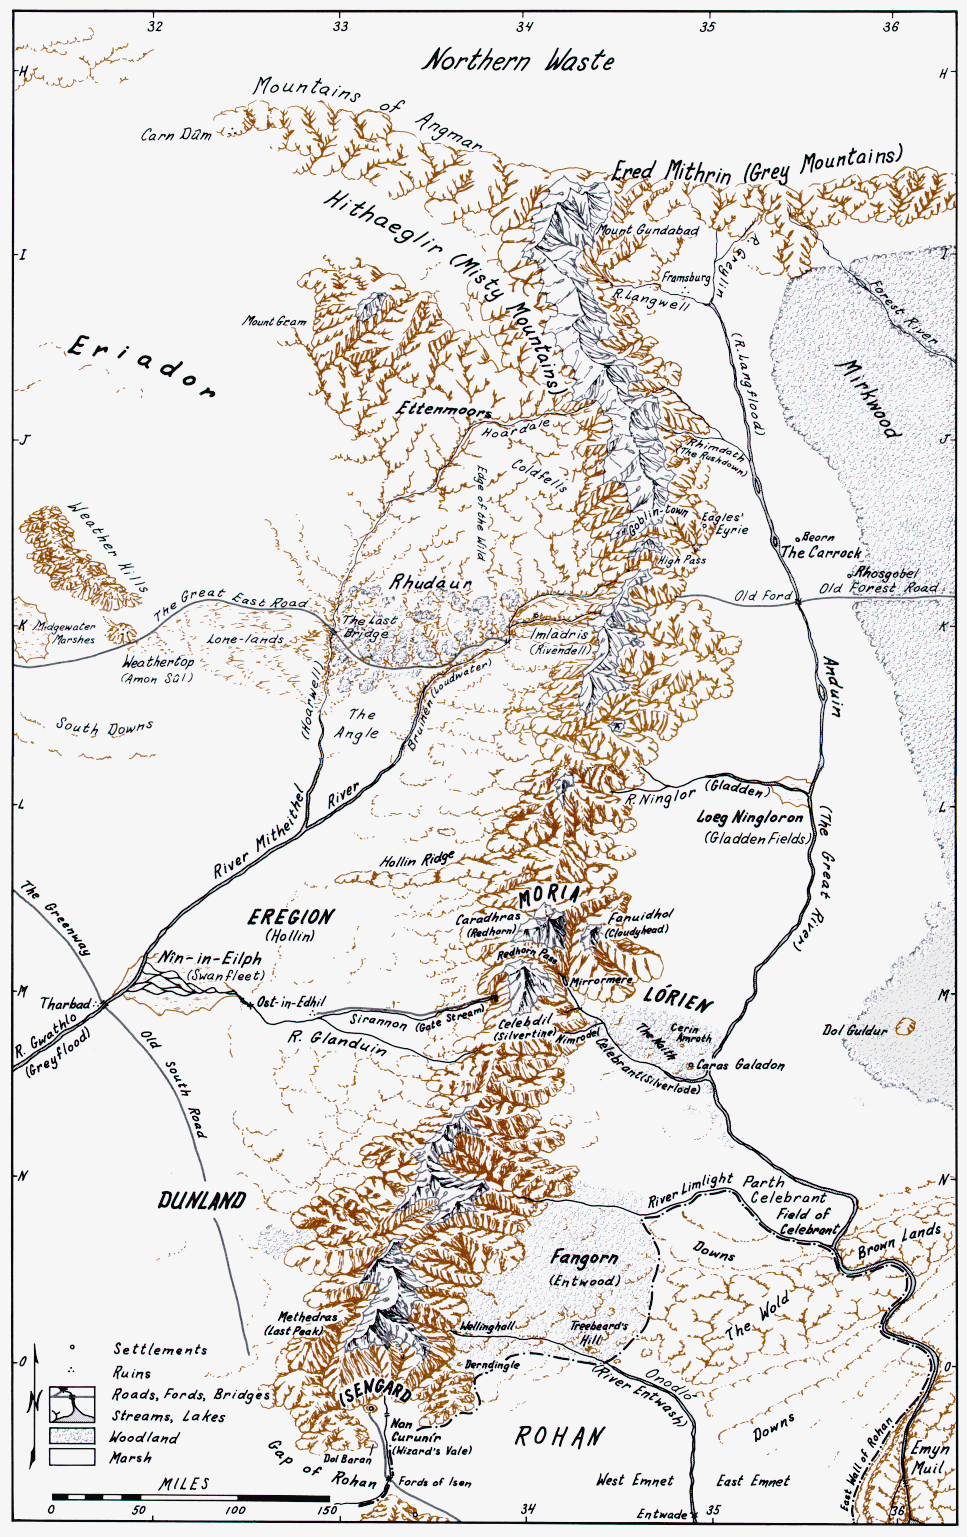 32 33 34 35 36
Northern Waste
H H
Mountains of Angmar
Carn Dûm
Ered Mithrin (Grey Mountains)
Hithaeglir (Misty Mountains)
Mount Gundabad
R. Greylin
I I
Framsburg
R. Langwell
Forest River
Mount Gram
Eriador
(R. Langflood)
Mirkwood
Ettenmoors
Hoardale
J J
Rhimdath
(The Rushdown)
Coldfells
Edge of the Wild
Weather Hills
Goblin-town
Eagles'
Eyrie
Beorn
The Carrock
High Pass
Rhosgobel
Rhudaur
The Great East Road
Old Ford
Old Forest Road
K K
Midgewater
Marshes
Lone-lands
The Last
Bridge
Imladris
(Rivendell)
Weathertop
(Amon Sûl)
(Hoarwell)
Bruinen (Loudwater)
Anduin
South Downs
The
Angle
River Mitheithel
River
R. Ninglor (Gladden)
L L
Loeg Ningloron
(Gladden Fields)
(The Great River)
Hollin Ridge
MORIA
The Greenway
EREGION
(Hollin)
Caradhras
(Redhorn)
Fanuidhol
(Cloudyhead)
Redhorn Pass
Nîn-in-Eilph
(Swanfleet)
Mirrormere
M M
Tharbad
Ost-in-Edhil
LÓRIEN
Sirannon (Gate Stream)
Celebdil
(Silvertine)
Nimrodel
The Naith
Cerin
Amroth
Dol Guldur
R. Gwathlo
(Greyflood)
Old South Road
R. Glanduin
Celebrant (Silverlode)
Caras Galadon
N N
DUNLAND
River Limlight
Parth
Celebrant
Field of
Celebrant
Fangorn
(Entwood)
Downs
Brown Lands
The Wold
Methedras
(Last Peak)
Wellinghall
Treebeard's
Hill
Derndingle
O O
ISENGARD
Onodló
(River Entwash)
Nan
Curunír
(Wizard's Vale)
Dol Baran
Gap of Rohan
Fords of Isen
ROHAN
Downs
East Wall of Rohan
Emyn
Muil
West Emnet
East Emnet
Entwade
Settlements
Ruins
Roads, Fords, Bridges
Streams, Lakes
Woodland
Marsh
N
MILES
0 50 100 150
34 35 36